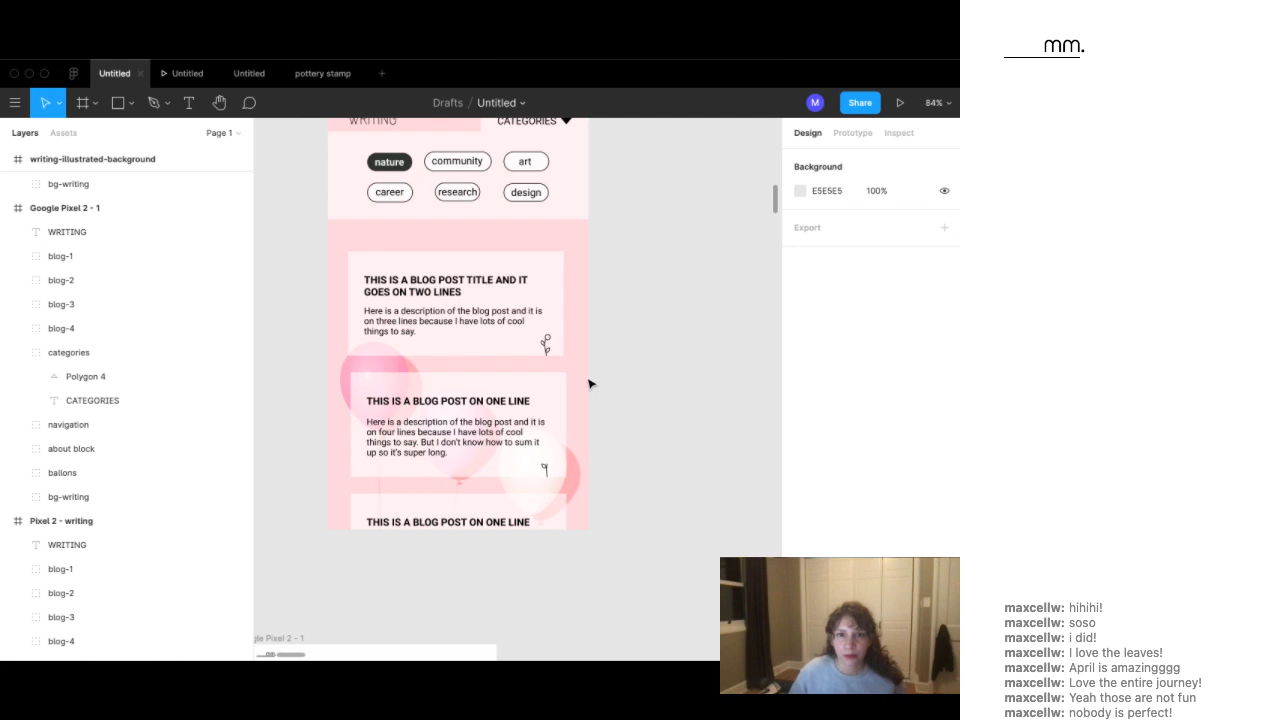 mm.
Untitled
Untitled
Untitled
pottery stamp
Drafts / Untitled
M
Share
84%
Layers
Assets
Page 1
writing-illustrated-background
bg-writing
Google Pixel 2 - 1
WRITING
blog-1
blog-2
blog-3
blog-4
categories
Polygon 4
CATEGORIES
navigation
about block
ballons
bg-writing
Pixel 2 - writing
WRITING
blog-1
blog-2
blog-3
blog-4
WRITING
CATEGORIES
nature
community
art
career
research
design
THIS IS A BLOG POST TITLE AND IT
GOES ON TWO LINES
Here is a description of the blog post and it is
on three lines because I have lots of cool
things to say.
THIS IS A BLOG POST ON ONE LINE
Here is a description of the blog post and it is
on four lines because I have lots of cool
things to say. But I don't know how to sum it
up so it's super long.
THIS IS A BLOG POST ON ONE LINE
gle Pixel 2 - 1
Design
Prototype
Inspect
Background
E5E5E5
100%
Export
maxcellw: hihihi!
maxcellw: soso
maxcellw: i did!
maxcellw: I love the leaves!
maxcellw: April is amazingggg
maxcellw: Love the entire journey!
maxcellw: Yeah those are not fun
maxcellw: nobody is perfect!